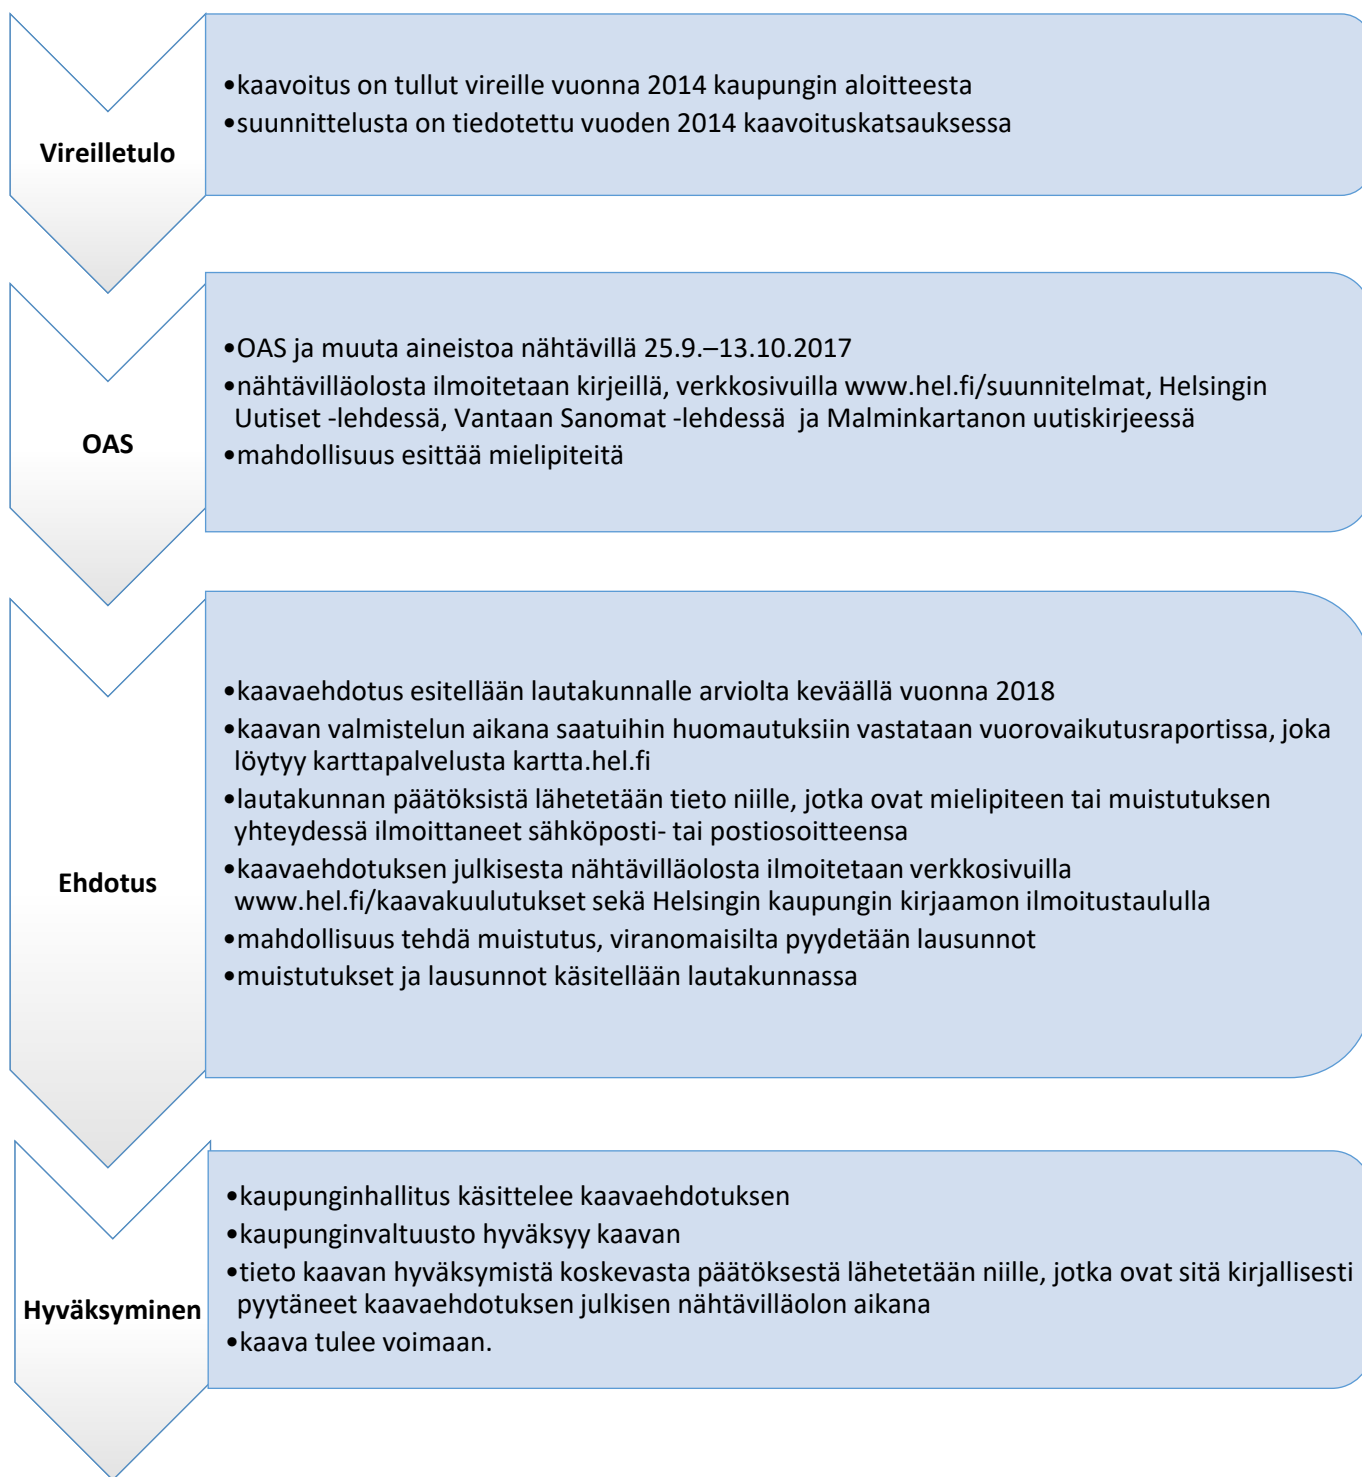 Vireilletulo
•kaavoitus on tullut vireille vuonna 2014 kaupungin aloitteesta
•suunnittelusta on tiedotettu vuoden 2014 kaavoituskatsauksessa
OAS
•OAS ja muuta aineistoa nähtävillä 25.9.–13.10.2017
•nähtävilläolosta ilmoitetaan kirjeillä, verkkosivuilla www.hel.fi/suunnitelmat, Helsingin
Uutiset -lehdessä, Vantaan Sanomat -lehdessä ja Malminkartanon uutiskirjeessä
•mahdollisuus esittää mielipiteitä
Ehdotus
•kaavaehdotus esitellään lautakunnalle arviolta keväällä vuonna 2018
•kaavan valmistelun aikana saatuihin huomautuksiin vastataan vuorovaikutusraportissa, joka
löytyy karttapalvelusta kartta.hel.fi
•lautakunnan päätöksistä lähetetään tieto niille, jotka ovat mielipiteen tai muistutuksen
yhteydessä ilmoittaneet sähköposti- tai postiosoitteensa
•kaavaehdotuksen julkisesta nähtävilläolosta ilmoitetaan verkkosivuilla
www.hel.fi/kaavakuulutukset sekä Helsingin kaupungin kirjaamon ilmoitustaululla
•mahdollisuus tehdä muistutus, viranomaisilta pyydetään lausunnot
•muistutukset ja lausunnot käsitellään lautakunnassa
Hyväksyminen
•kaupunginhallitus käsittelee kaavaehdotuksen
•kaupunginvaltuusto hyväksyy kaavan
•tieto kaavan hyväksymistä koskevasta päätöksestä lähetetään niille, jotka ovat sitä kirjallisesti
pyytäneet kaavaehdotuksen julkisen nähtävilläolon aikana
•kaava tulee voimaan.